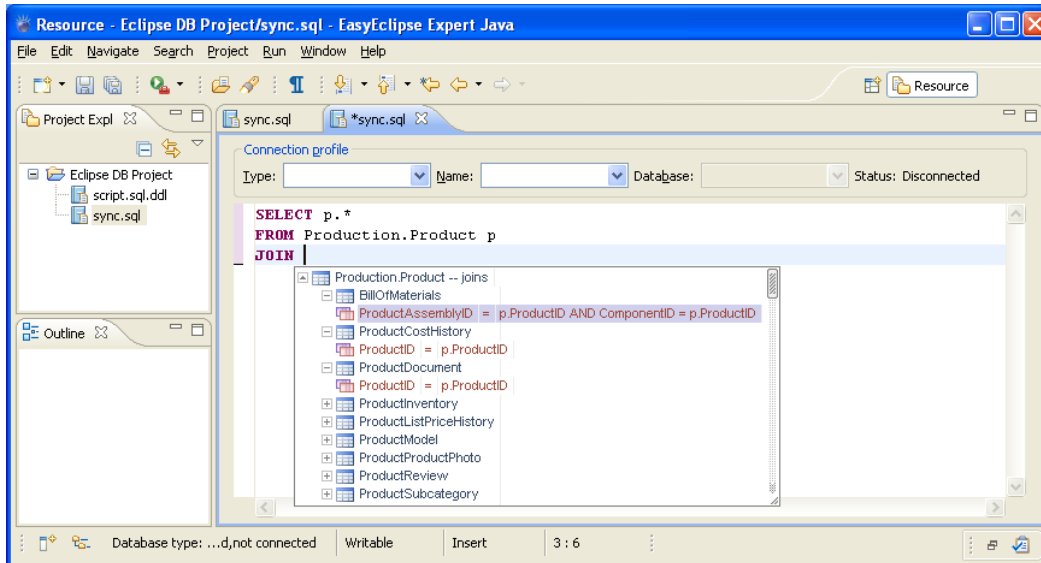 Resource - Eclipse DB Project/sync.sql - EasyEclipse Expert Java
File Edit Navigate Search Project Run Window Help
Resource
Project Expl
sync.sql
*sync.sql
Connection profile
Type:
Name:
Database:
Status: Disconnected
Eclipse DB Project
script.sql.ddl
sync.sql
SELECT p.*
FROM Production.Product p
JOIN
Production.Product -- joins
BillOfMaterials
ProductAssemblyID = p.ProductID AND ComponentID = p.ProductID
ProductCostHistory
ProductID = p.ProductID
ProductDocument
ProductID = p.ProductID
ProductInventory
ProductListPriceHistory
ProductModel
ProductProductPhoto
ProductReview
ProductSubcategory
Outline
Database type: ...d,not connected
Writable
Insert
3 : 6